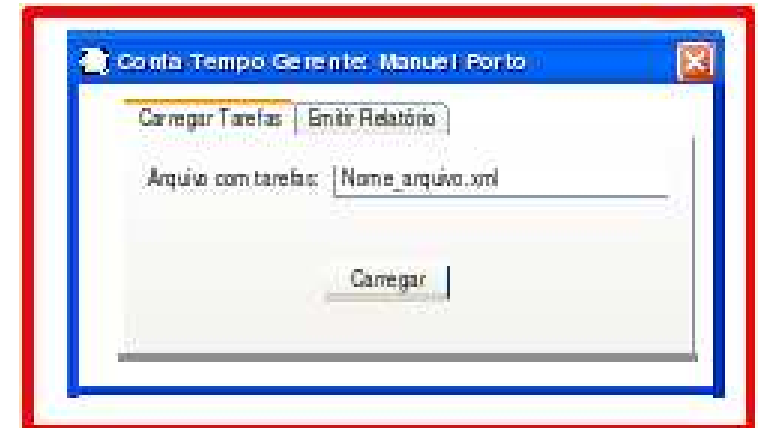 Conta Tempo Gerente: Manuel Porto
Carregar Tarefas Emitir Relatório
Arquivo com tarefas: Nome_arquivo.xml
Carregar